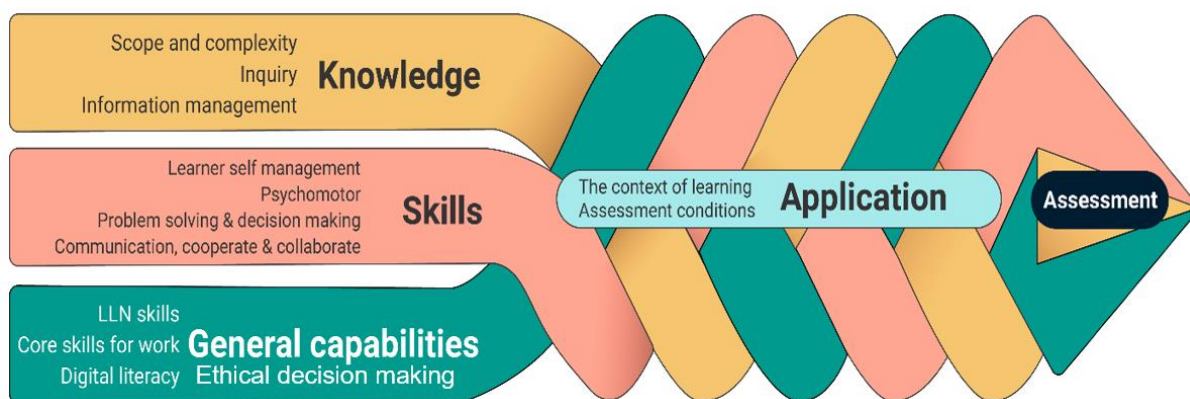 Scope and complexity
Inquiry
Information management
Knowledge
Learner self management
Psychomotor
Problem solving & decision making
Communication, cooperate & collaborate
Skills
The context of learning
Assessment conditions
Application
Assessment
LLN skills
Core skills for work
Digital literacy
General capabilities
Ethical decision making